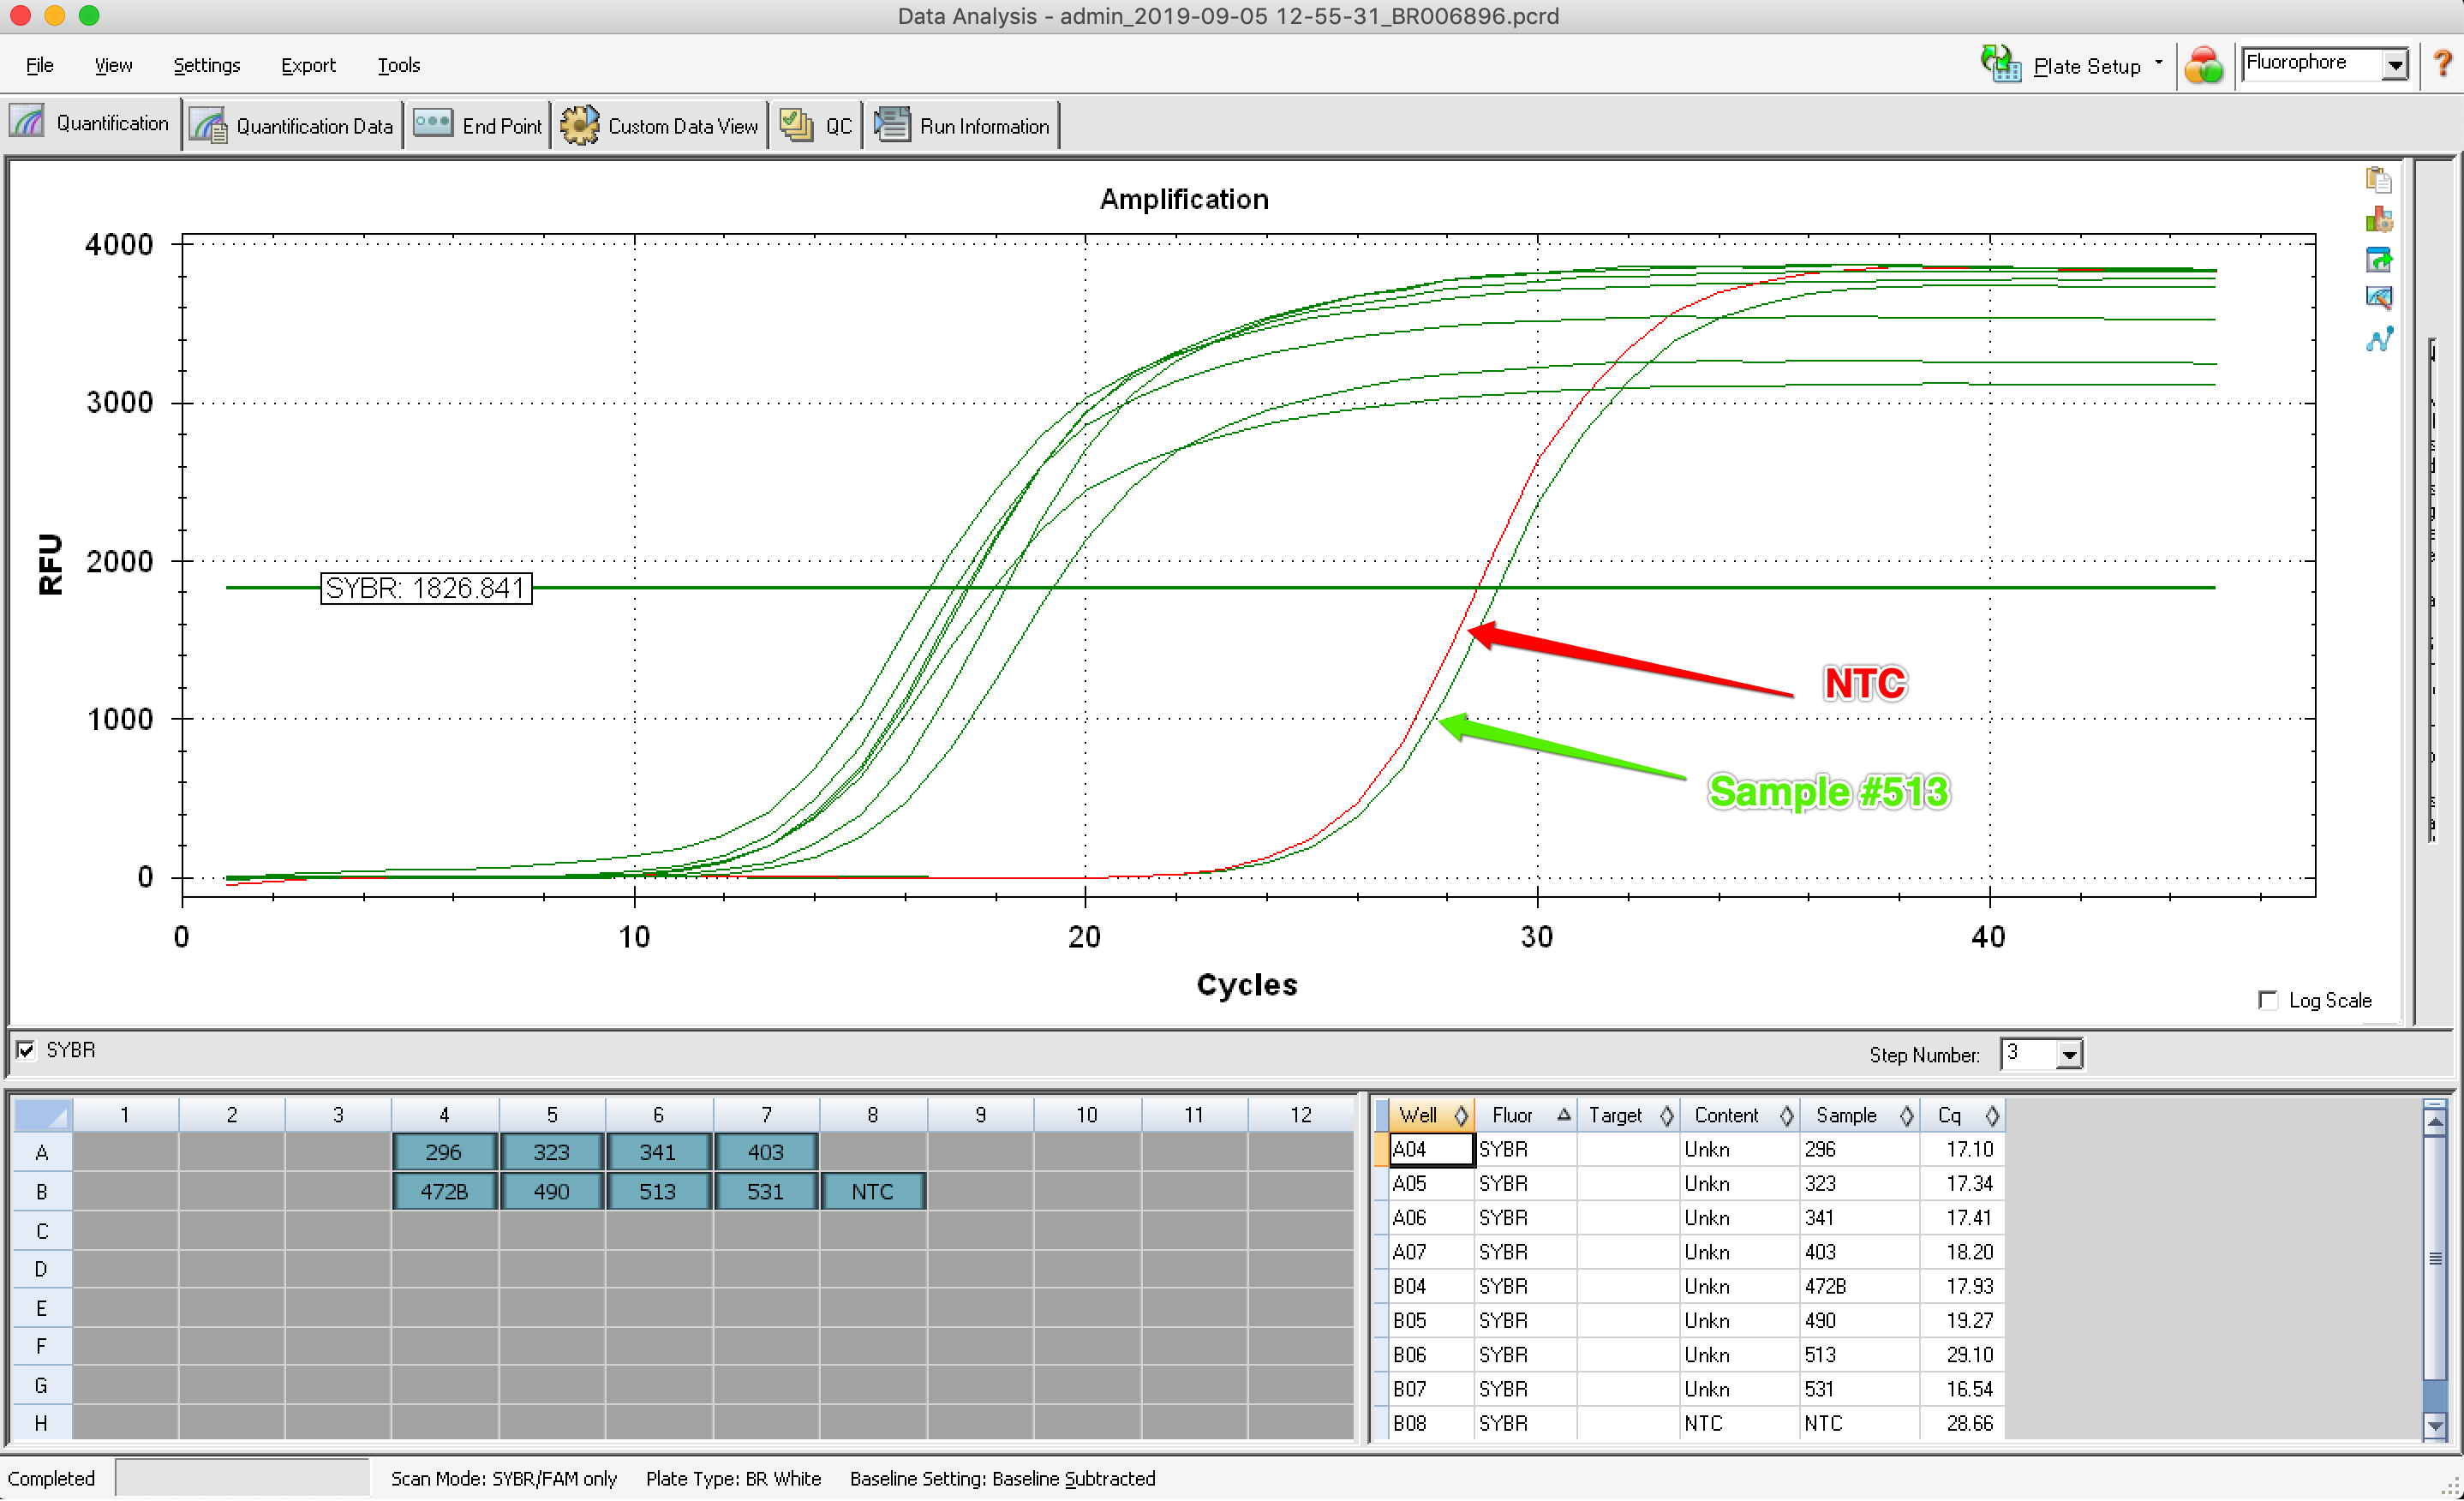 Data Analysis - admin_2019-09-05 12-55-31_BR006896.pcrd
File View Settings Export Tools Plate Setup Fluorophore ?
Quantification Quantification Data End Point Custom Data View QC Run Information
Amplification
4000
3000
2000
1000
0
RFU
SYBR: 1826.841
NTC
Sample #513
0 10 20 30 40
Cycles
Log Scale
SYBR
Step Number: 3
1 2 3 4 5 6 7 8 9 10 11 12
A 296 323 341 403
B 472B 490 513 531 NTC
C
D
E
F
G
H
Well Fluor Target Content Sample Cq
A04 SYBR Unkn 296 17.10
A05 SYBR Unkn 323 17.34
A06 SYBR Unkn 341 17.41
A07 SYBR Unkn 403 18.20
B04 SYBR Unkn 472B 17.93
B05 SYBR Unkn 490 19.27
B06 SYBR Unkn 513 29.10
B07 SYBR Unkn 531 16.54
B08 SYBR NTC NTC 28.66
Completed Scan Mode: SYBR/FAM only Plate Type: BR White Baseline Setting: Baseline Subtracted